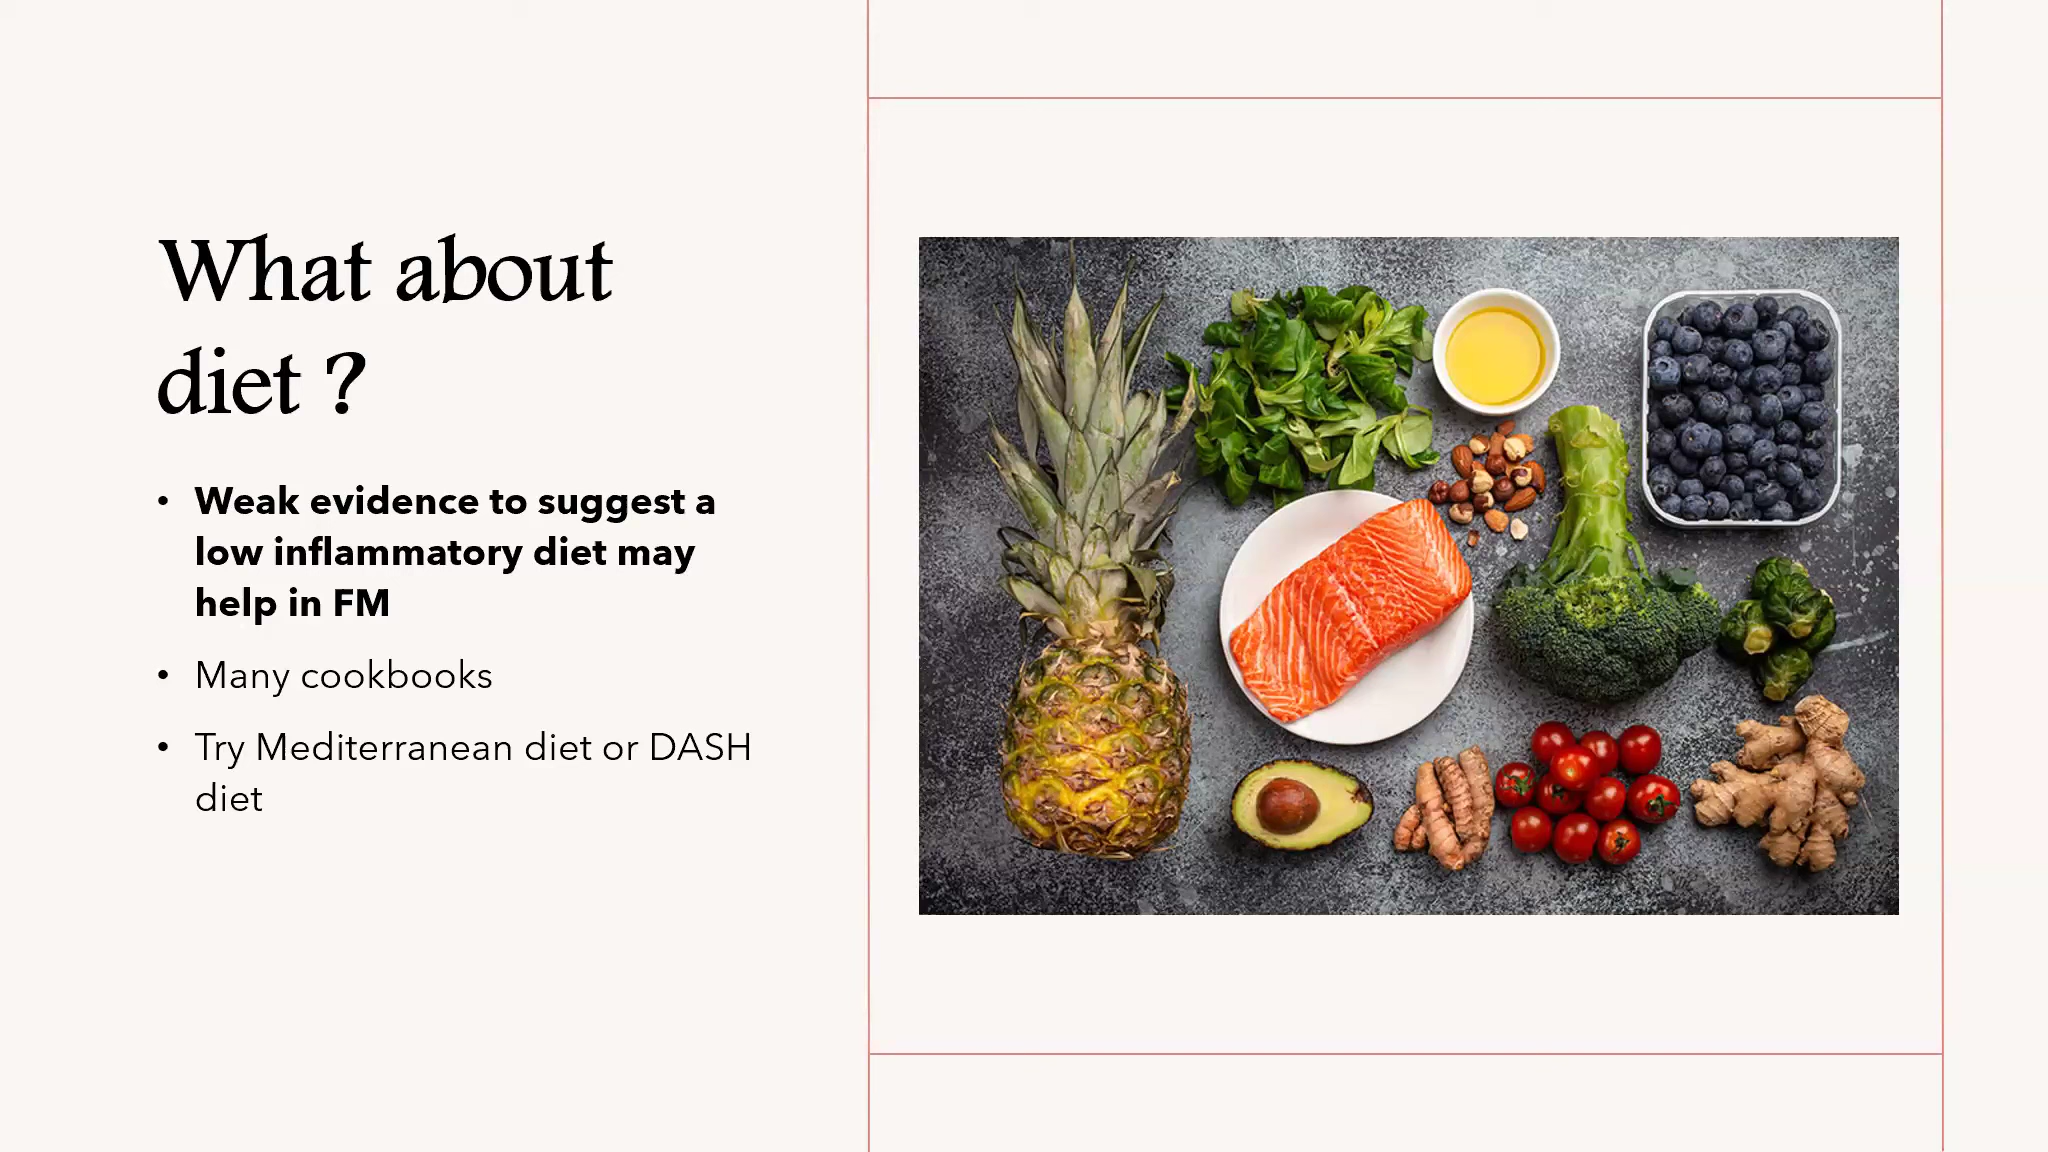 What about
diet ?
• Weak evidence to suggest a
low inflammatory diet may
help in FM
• Many cookbooks
• Try Mediterranean diet or DASH
diet